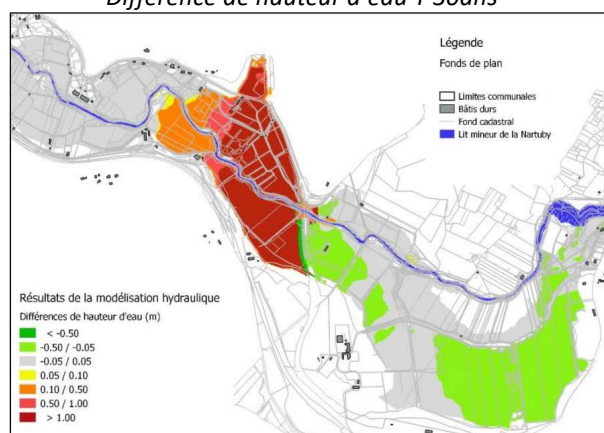 Différence de hauteur d'eau T 50ans
Légende
Fonds de plan
Limites communales
Bâtis durs
Fond cadastral
Lit mineur de la Nartuby
Résultats de la modélisation hydraulique
Différences de hauteur d'eau (m)
< -0.50
-0.50 / -0.05
-0.05 / 0.05
0.05 / 0.10
0.10 / 0.50
0.50 / 1.00
> 1.00